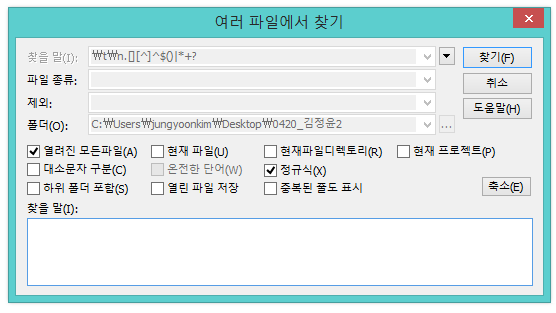 여러 파일에서 찾기
찾을 말(I): ₩t₩n.[][^]^$()|*+? 찾기(F)
파일 종류: 취소
제외: 도움말(H)
폴더(O): C:₩Users₩jungyoonkim₩Desktop₩0420_김정윤2 ...
열려진 모든파일(A) 현재 파일(U) 현재파일디렉토리(R) 현재 프로젝트(P)
대소문자 구분(C) 온전한 단어(W) 정규식(X)
하위 폴더 포함(S) 열린 파일 저장 중복된 줄도 표시 축소(E)
찾을 말(I):